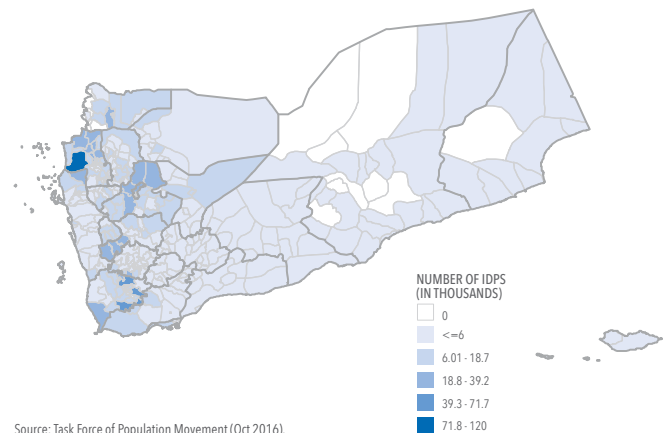 NUMBER OF IDPS
(IN THOUSANDS)
0
<=6
6.01 - 18.7
18.8 - 39.2
39.3 - 71.7
71.8 - 120
Source: Task Force of Population Movement (Oct 2016).